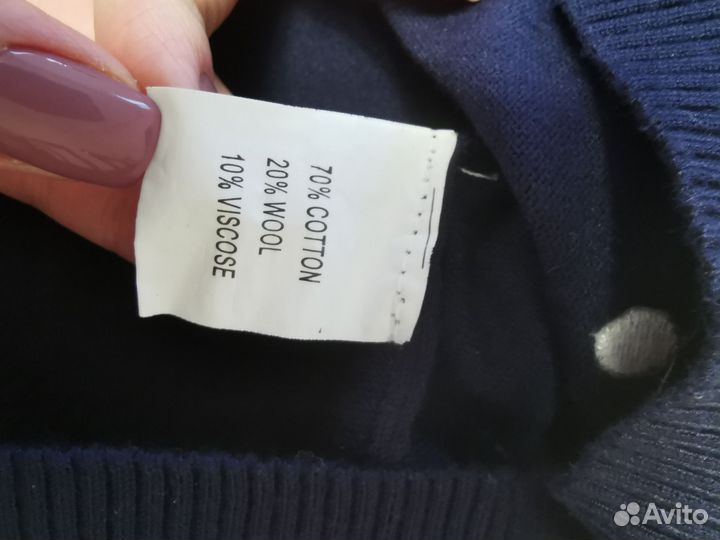 70% COTTON
20% WOOL
10% VISCOSE
Avito